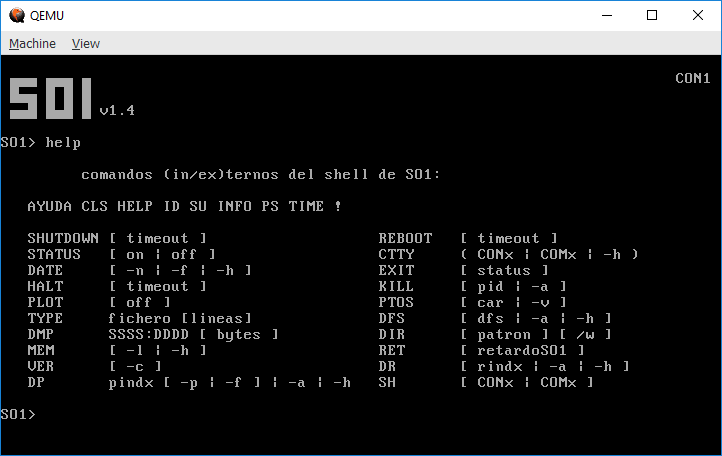 QEMU
Machine View
CON1
SO1 v1.4
SO1> help
comandos (in/ex)ternos del shell de SO1:
AYUDA CLS HELP ID SU INFO PS TIME !
SHUTDOWN [ timeout ] REBOOT [ timeout ]
STATUS [ on ¦ off ] CTTY ( CONx ¦ COMx ¦ -h )
DATE [ -n ¦ -f ¦ -h ] EXIT [ status ]
HALT [ timeout ] KILL [ pid ¦ -a ]
PLOT [ off ] PTOS [ car ¦ -v ]
TYPE fichero [lineas] DFS [ dfs ¦ -a ¦ -h ]
DMP SSSS:DDDD [ bytes ] DIR [ patron ] [ /w ]
MEM [ -l ¦ -h ] RET [ retardoSO1 ]
VER [ -c ] DR [ rindx ¦ -a ¦ -h ]
DP pindx [ -p ¦ -f ] ¦ -a ¦ -h SH [ CONx ¦ COMx ]
SO1>